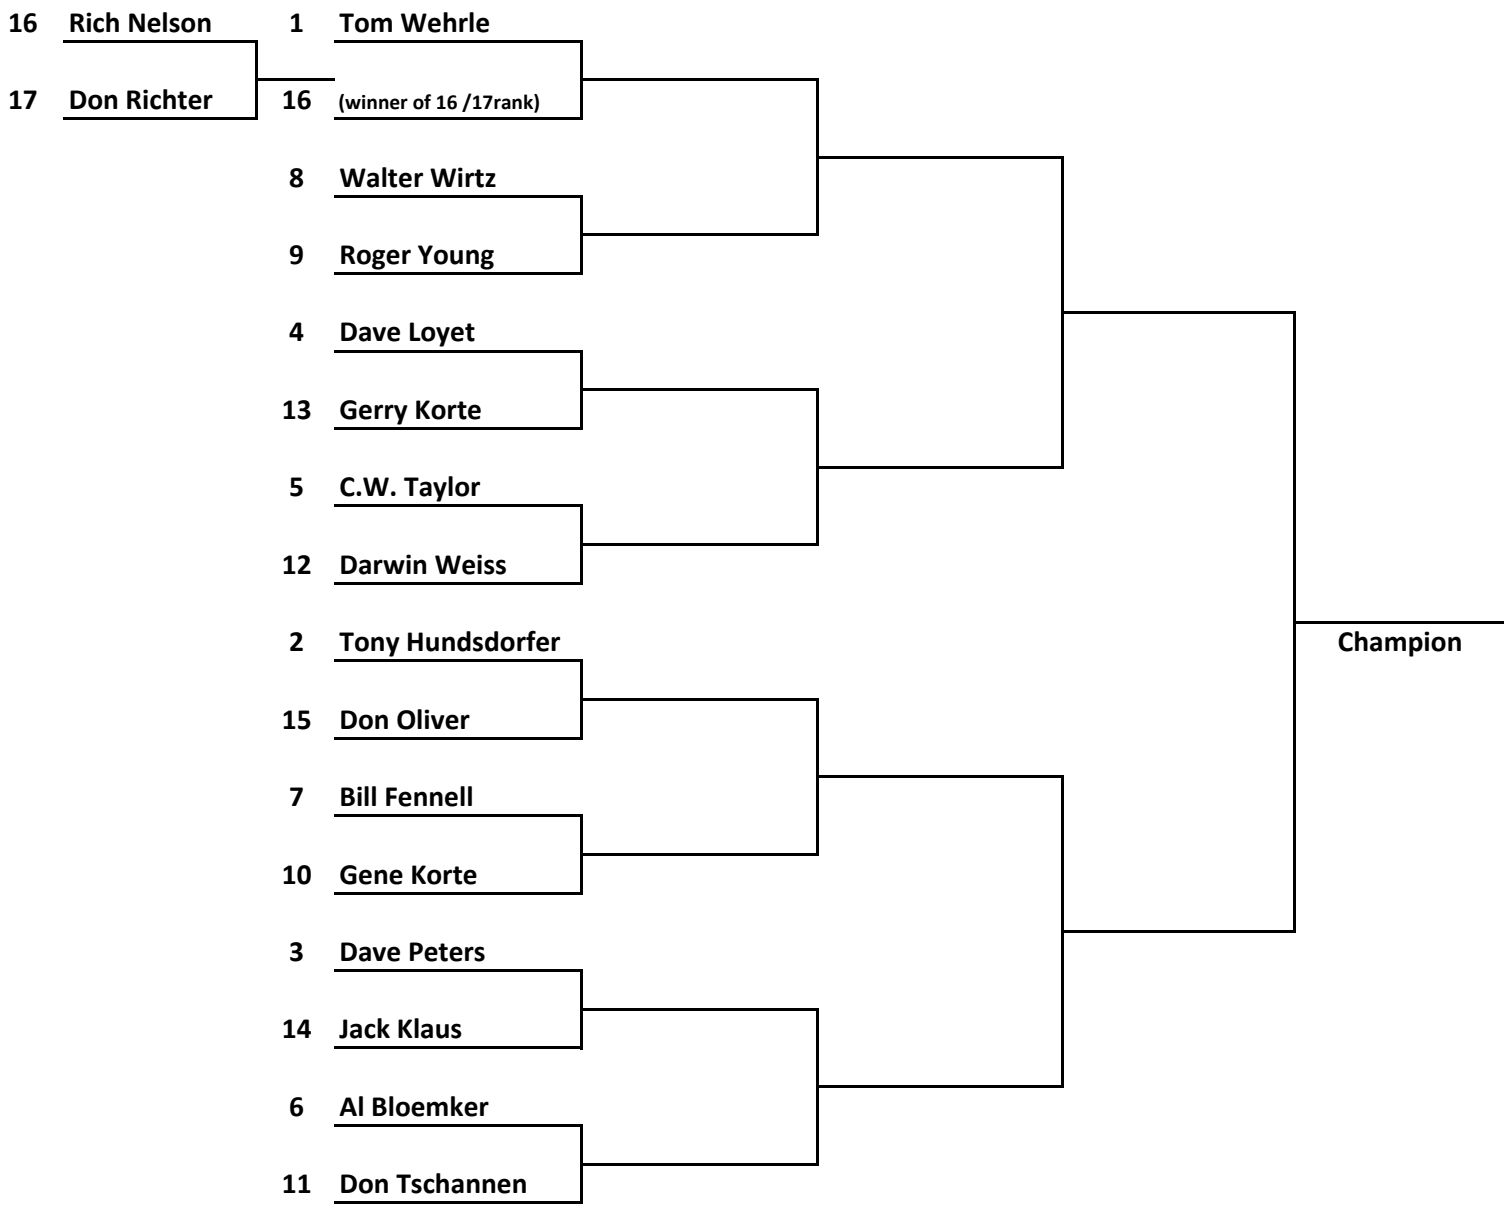 16 Rich Nelson 1 Tom Wehrle
17 Don Richter 16 (winner of 16 /17rank)
8 Walter Wirtz
9 Roger Young
4 Dave Loyet
13 Gerry Korte
5 C.W. Taylor
12 Darwin Weiss
2 Tony Hundsdorfer
Champion
15 Don Oliver
7 Bill Fennell
10 Gene Korte
3 Dave Peters
14 Jack Klaus
6 Al Bloemker
11 Don Tschannen